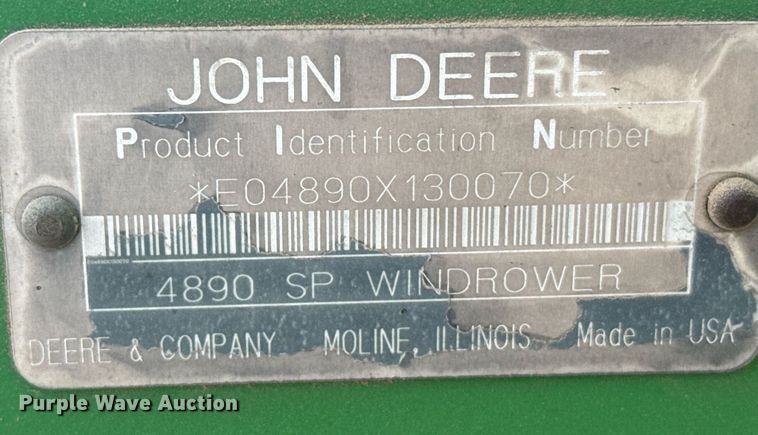 JOHN DEERE
Product Identification Number
*E04890X130070*
4890 SP WINDROWER
DEERE & COMPANY MOLINE, ILLINOIS Made in USA
Purple Wave Auction